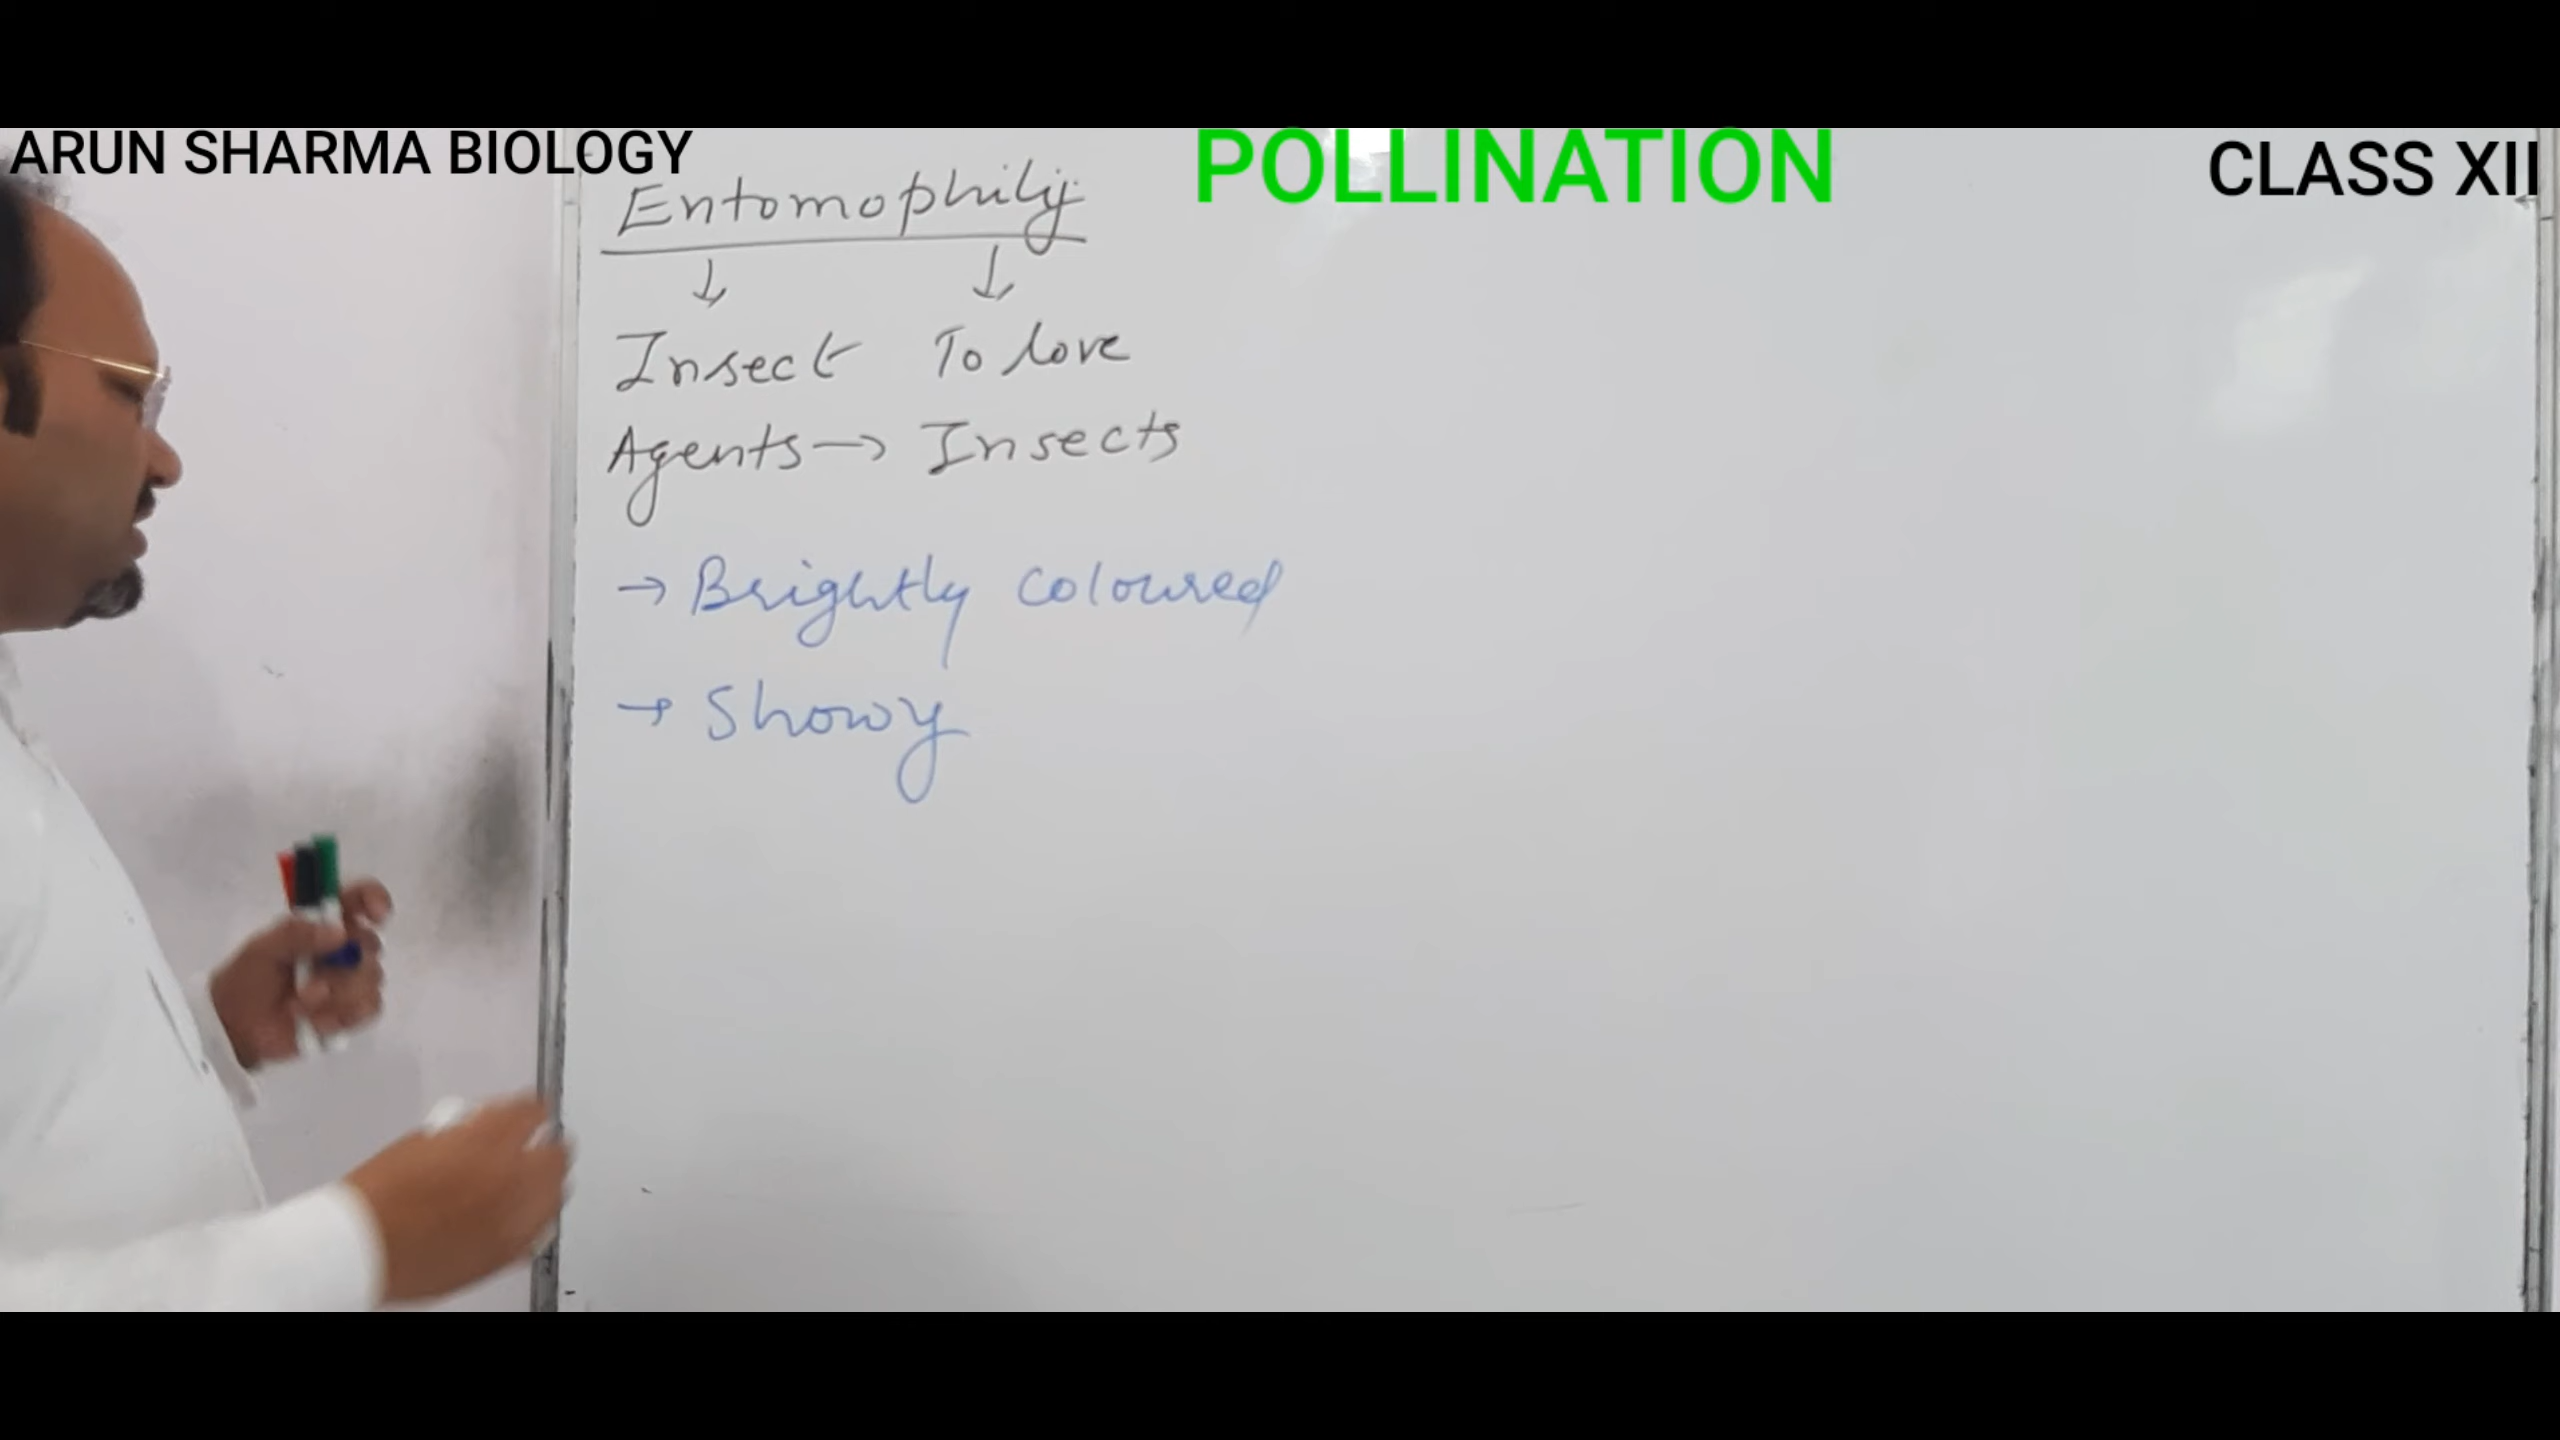 ARUN SHARMA BIOLOGY
POLLINATION
CLASS XII
Entomophily
↓ ↓
Insect To love
Agents → Insects
→ Brightly coloured
→ Showy